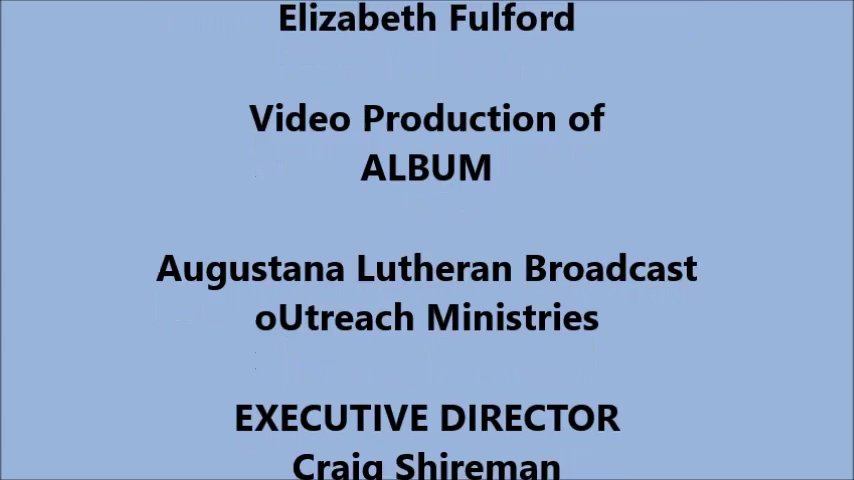 Elizabeth Fulford
Video Production of
ALBUM
Augustana Lutheran Broadcast
oUtreach Ministries
EXECUTIVE DIRECTOR
Craig Shireman